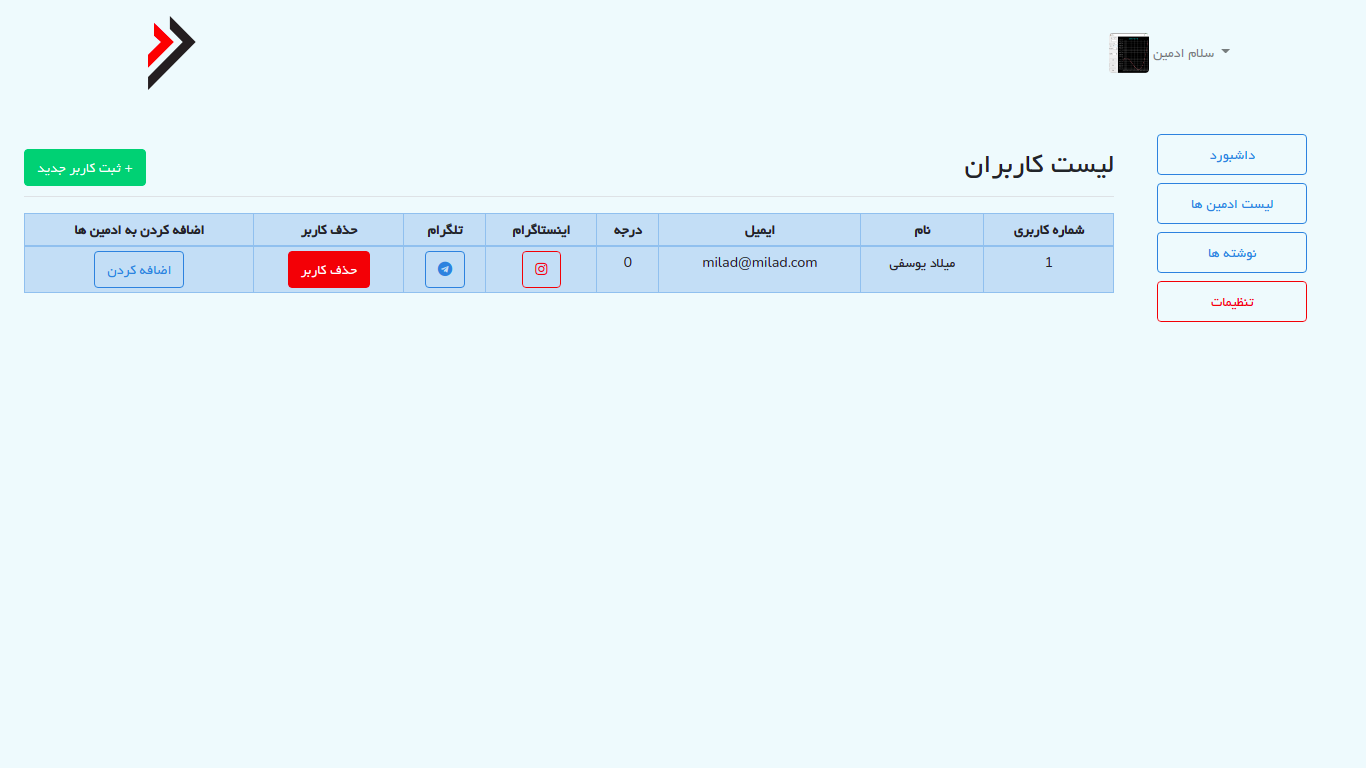 سلام ادمین
داشبورد
لیست ادمین ها
نوشته ها
تنظیمات
لیست کاربران
+ ثبت کاربر جدید
شماره کاربری نام ایمیل درجه اینستاگرام تلگرام حذف کاربر اضافه کردن به ادمین ها
1 میلاد یوسفی milad@milad.com 0 حذف کاربر اضافه کردن